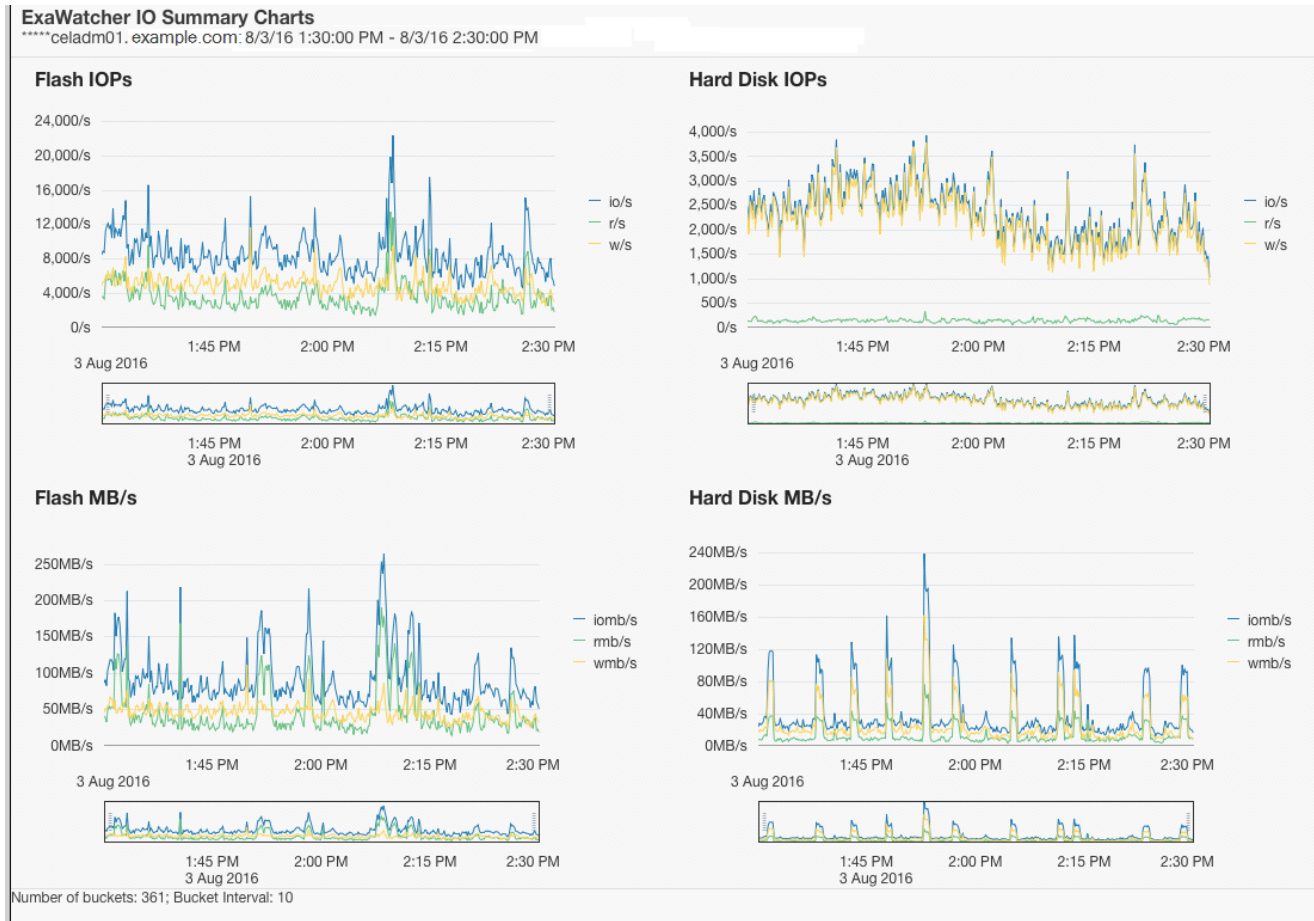 ExaWatcher IO Summary Charts
*****celadm01. example.com: 8/3/16 1:30:00 PM - 8/3/16 2:30:00 PM
Flash IOPs
24,000/s
20,000/s
16,000/s
12,000/s
8,000/s
4,000/s
0/s
io/s
r/s
w/s
1:45 PM 2:00 PM 2:15 PM 2:30 PM
3 Aug 2016
1:45 PM 2:00 PM 2:15 PM 2:30 PM
3 Aug 2016
Hard Disk IOPs
4,000/s
3,500/s
3,000/s
2,500/s
2,000/s
1,500/s
1,000/s
500/s
0/s
io/s
r/s
w/s
1:45 PM 2:00 PM 2:15 PM 2:30 PM
3 Aug 2016
1:45 PM 2:00 PM 2:15 PM 2:30 PM
3 Aug 2016
Flash MB/s
250MB/s
200MB/s
150MB/s
100MB/s
50MB/s
0MB/s
iomb/s
rmb/s
wmb/s
1:45 PM 2:00 PM 2:15 PM 2:30 PM
3 Aug 2016
1:45 PM 2:00 PM 2:15 PM 2:30 PM
3 Aug 2016
Hard Disk MB/s
240MB/s
200MB/s
160MB/s
120MB/s
80MB/s
40MB/s
0MB/s
iomb/s
rmb/s
wmb/s
1:45 PM 2:00 PM 2:15 PM 2:30 PM
3 Aug 2016
1:45 PM 2:00 PM 2:15 PM 2:30 PM
3 Aug 2016
Number of buckets: 361; Bucket Interval: 10